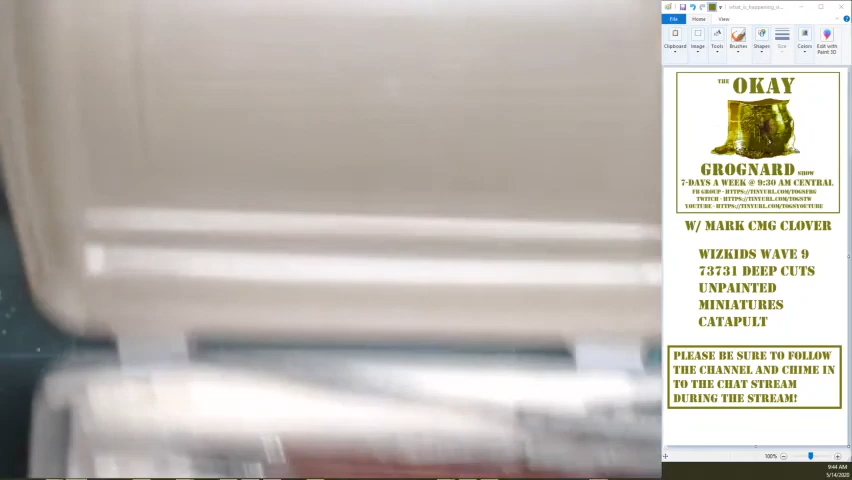 what_is_happening_o...
File
Home
View
Clipboard
Image
Tools
Brushes
Shapes
Size
Colors
Edit with
Paint 3D
THE OKAY
GROGNARD SHOW
7-DAYS A WEEK @ 9:30 AM CENTRAL
FB GROUP - HTTPS://TINYURL.COM/TOGSFBG
TWITCH - HTTPS://TINYURL.COM/TOGSTW
YOUTUBE - HTTPS://TINYURL.COM/TOGSYOUTUBE
W/ MARK CMG CLOVER
WIZKIDS WAVE 9
73731 DEEP CUTS
UNPAINTED
MINIATURES
CATAPULT
PLEASE BE SURE TO FOLLOW
THE CHANNEL AND CHIME IN
TO THE CHAT STREAM
DURING THE STREAM!
100%
9:44 AM
5/14/2020